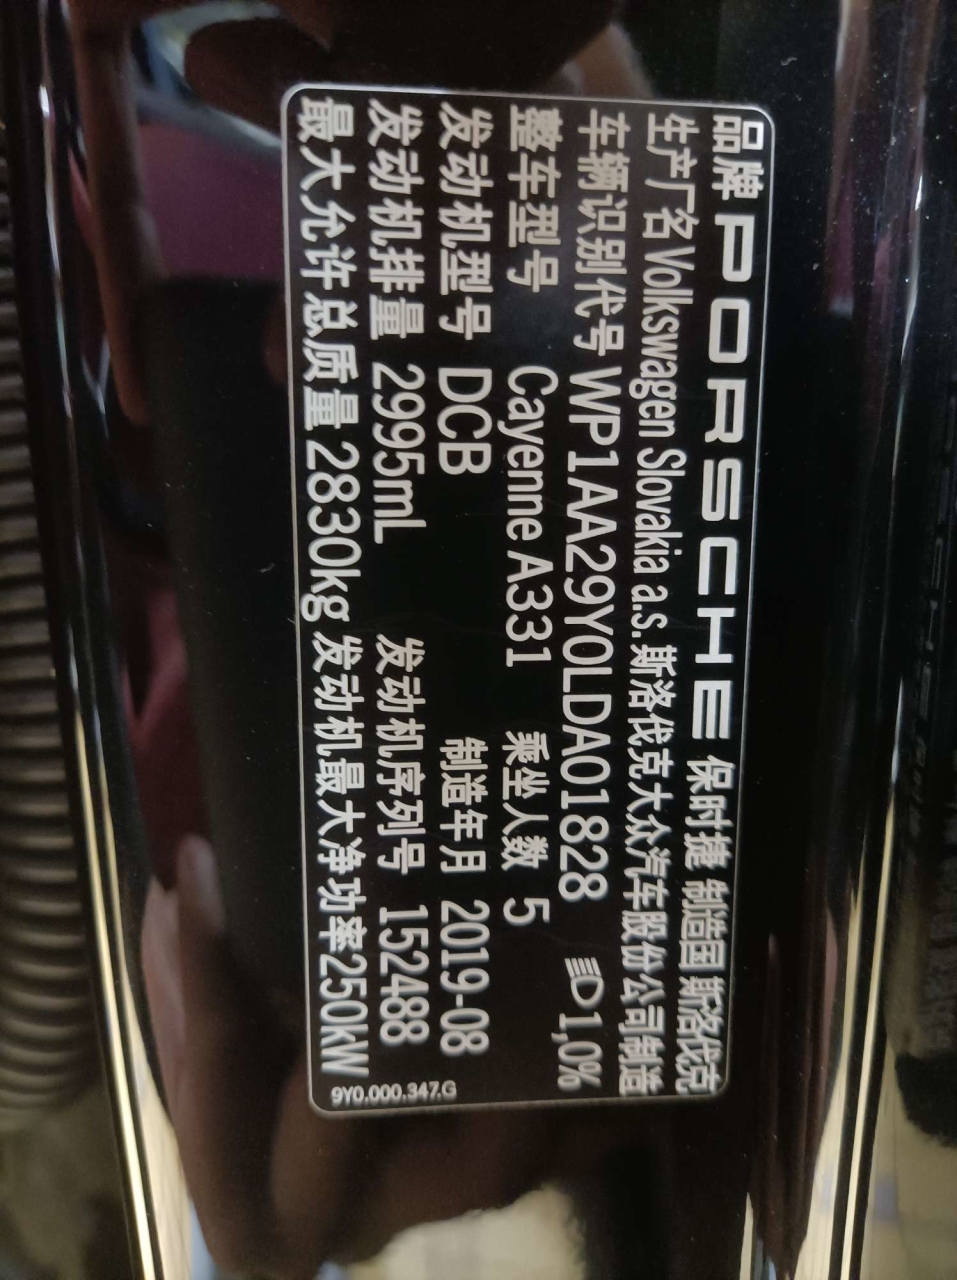 品牌 PORSCHE 保时捷 制造国 斯洛伐克
生产厂名 Volkswagen Slovakia a.s. 斯洛伐克大众汽车股份公司制造
车辆识别代号 WP1AA29Y0LDA01828 1,0%
整车型号 Cayenne A331 乘坐人数 5
发动机型号 DCB 制造年月 2019-08
发动机排量 2995mL 发动机序列号 152488
最大允许总质量 2830kg 发动机最大净功率250kW
9Y0.000.347.G